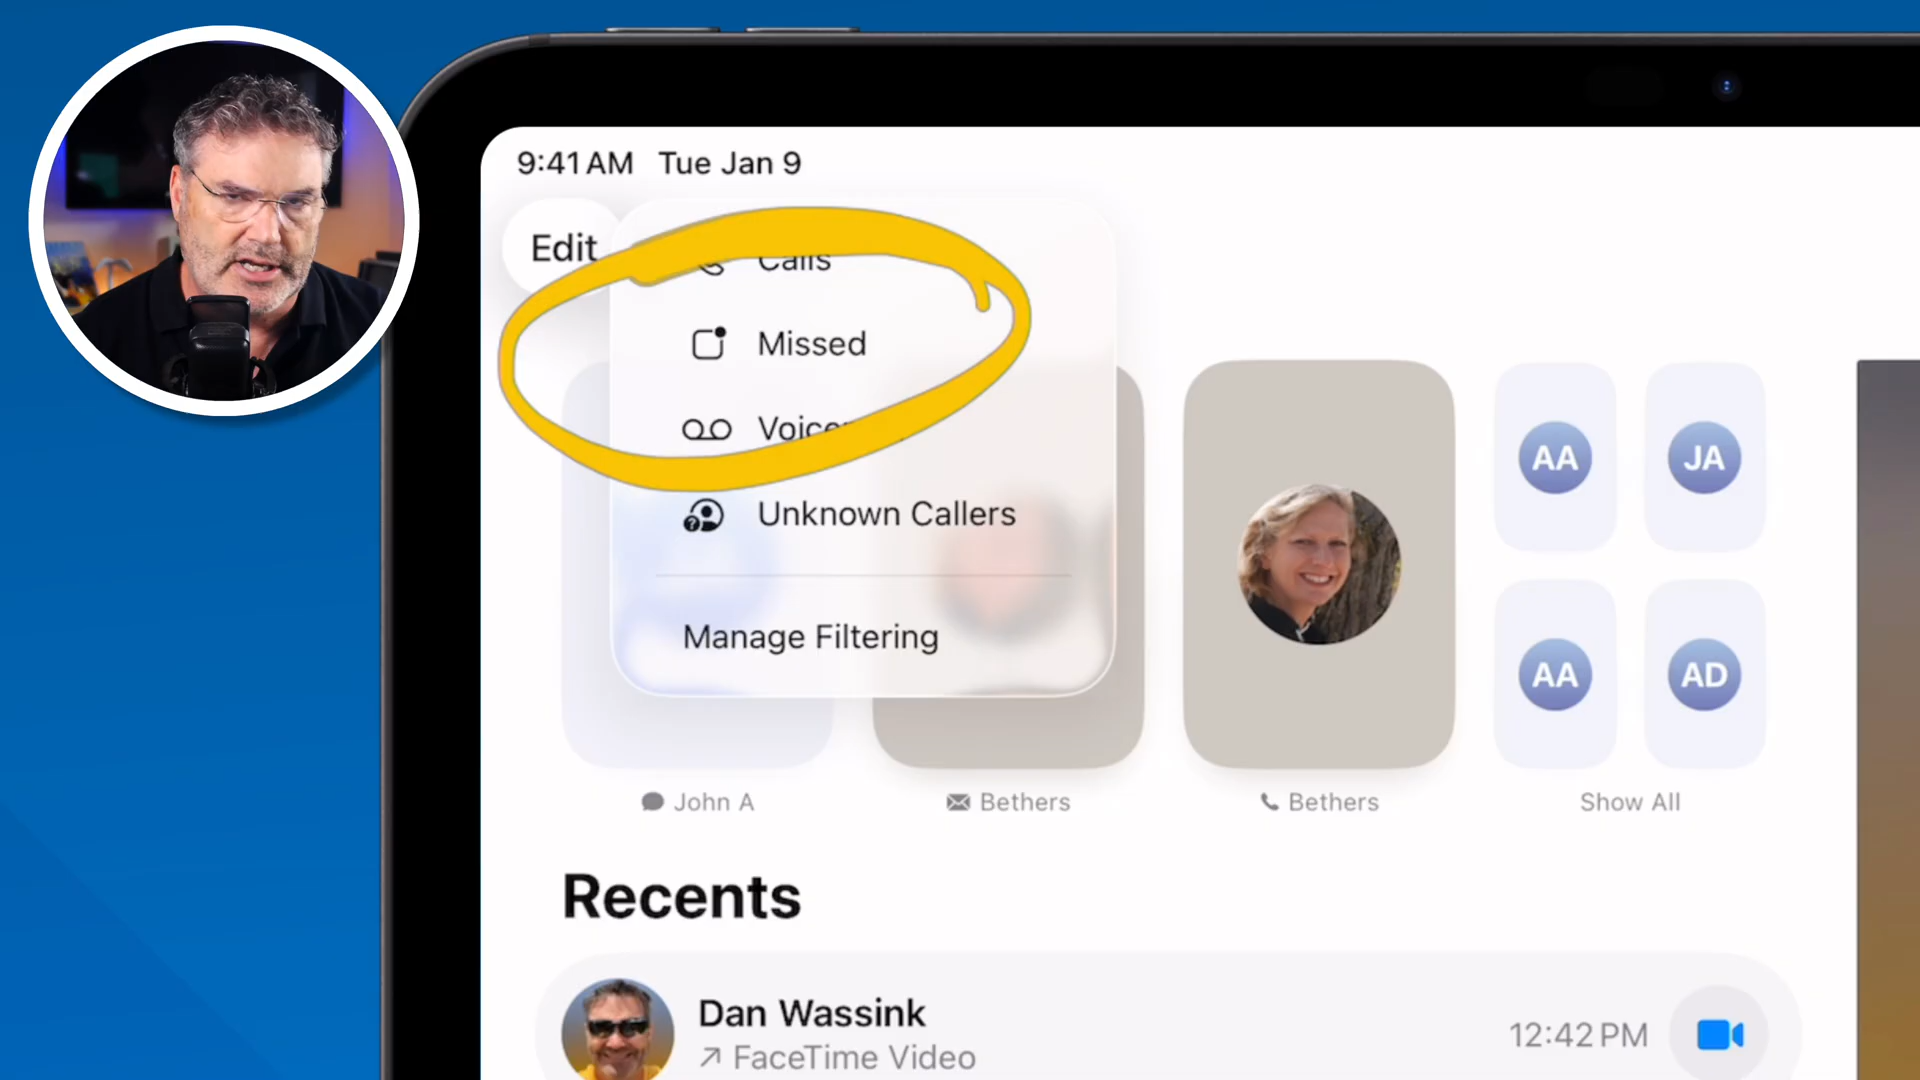 9:41 AM Tue Jan 9
Edit
Calls
Missed
Unknown Callers
Manage Filtering
AA
JA
AA
AD
John A
Bethers
Bethers
Show All
Recents
Dan Wassink
12:42 PM
FaceTime Video